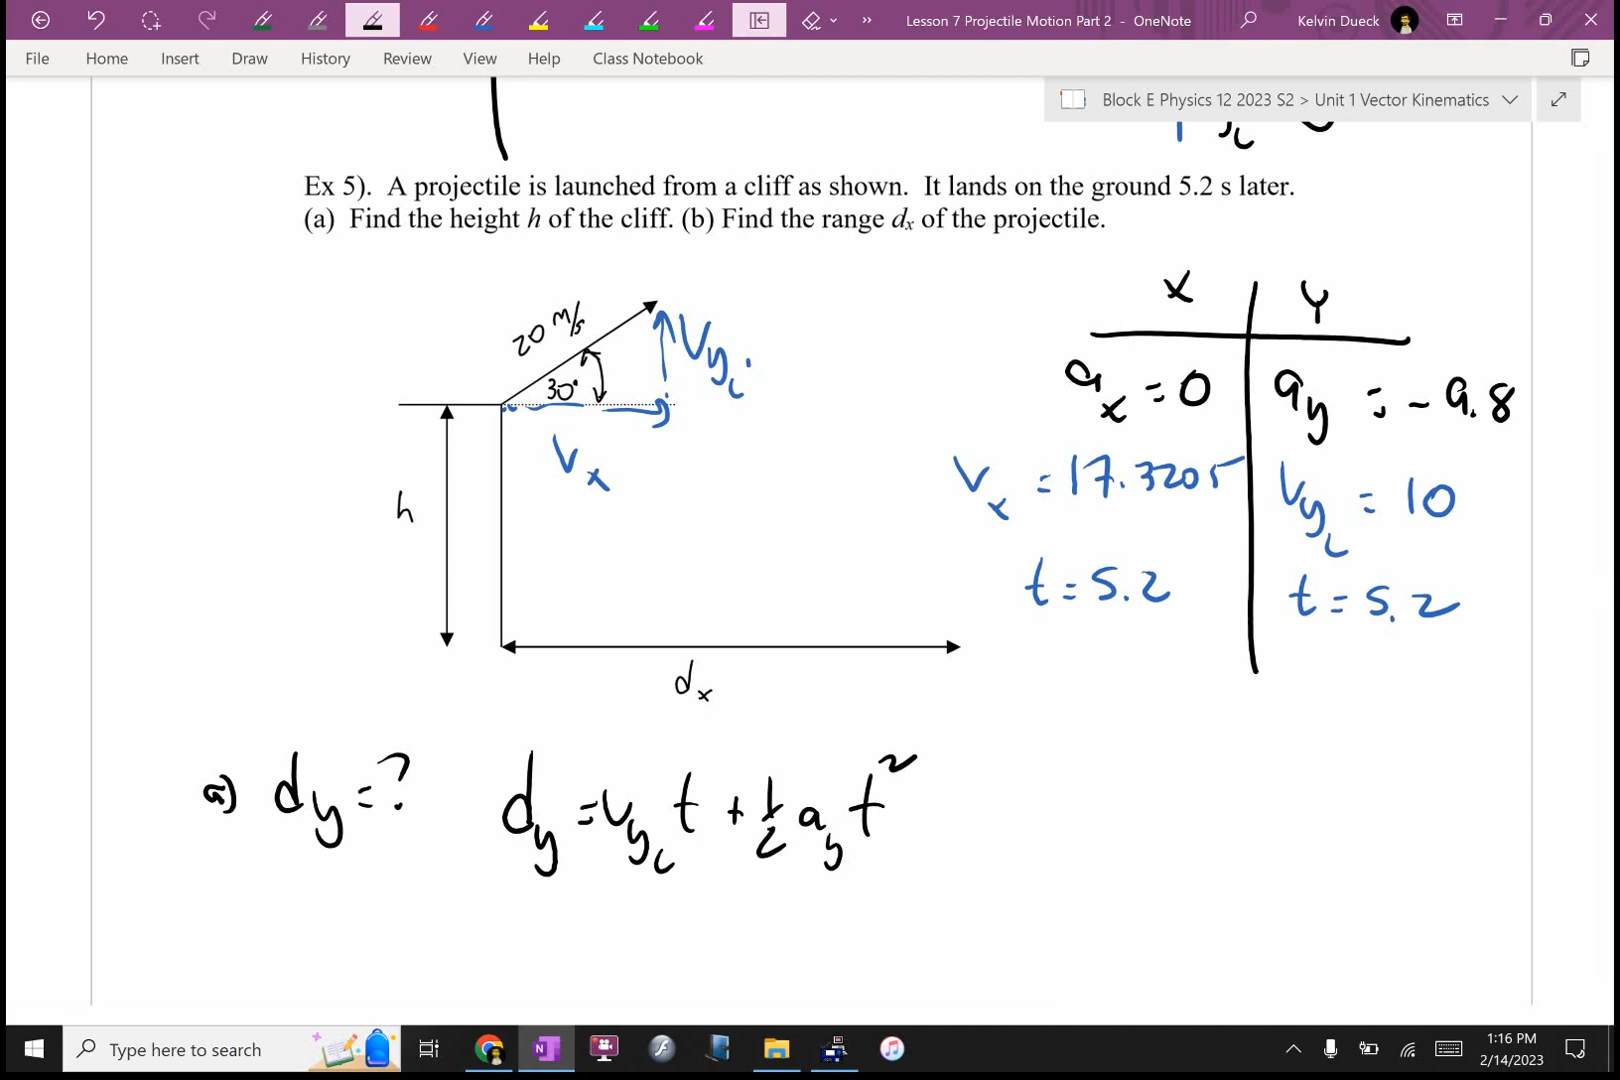 Lesson 7 Projectile Motion Part 2 - OneNote
Kelvin Dueck
File Home Insert Draw History Review Work View Help Class Notebook
Block E Physics 12 2023 S2 > Unit 1 Vector Kinematics
Ex 5). A projectile is launched from a cliff as shown. It lands on the ground 5.2 s later.
(a) Find the height h of the cliff. (b) Find the range dx of the projectile.
20 m/s
30°
Vyi
Vx
h
dx
x y
ax = 0 ay = -9.8
Vx = 17.3205 Vyi = 10
t = 5.2 t = 5.2
a) dy = ? dy = vyi t + 1/2 ay t²
Type here to search
1:16 PM
2/14/2023